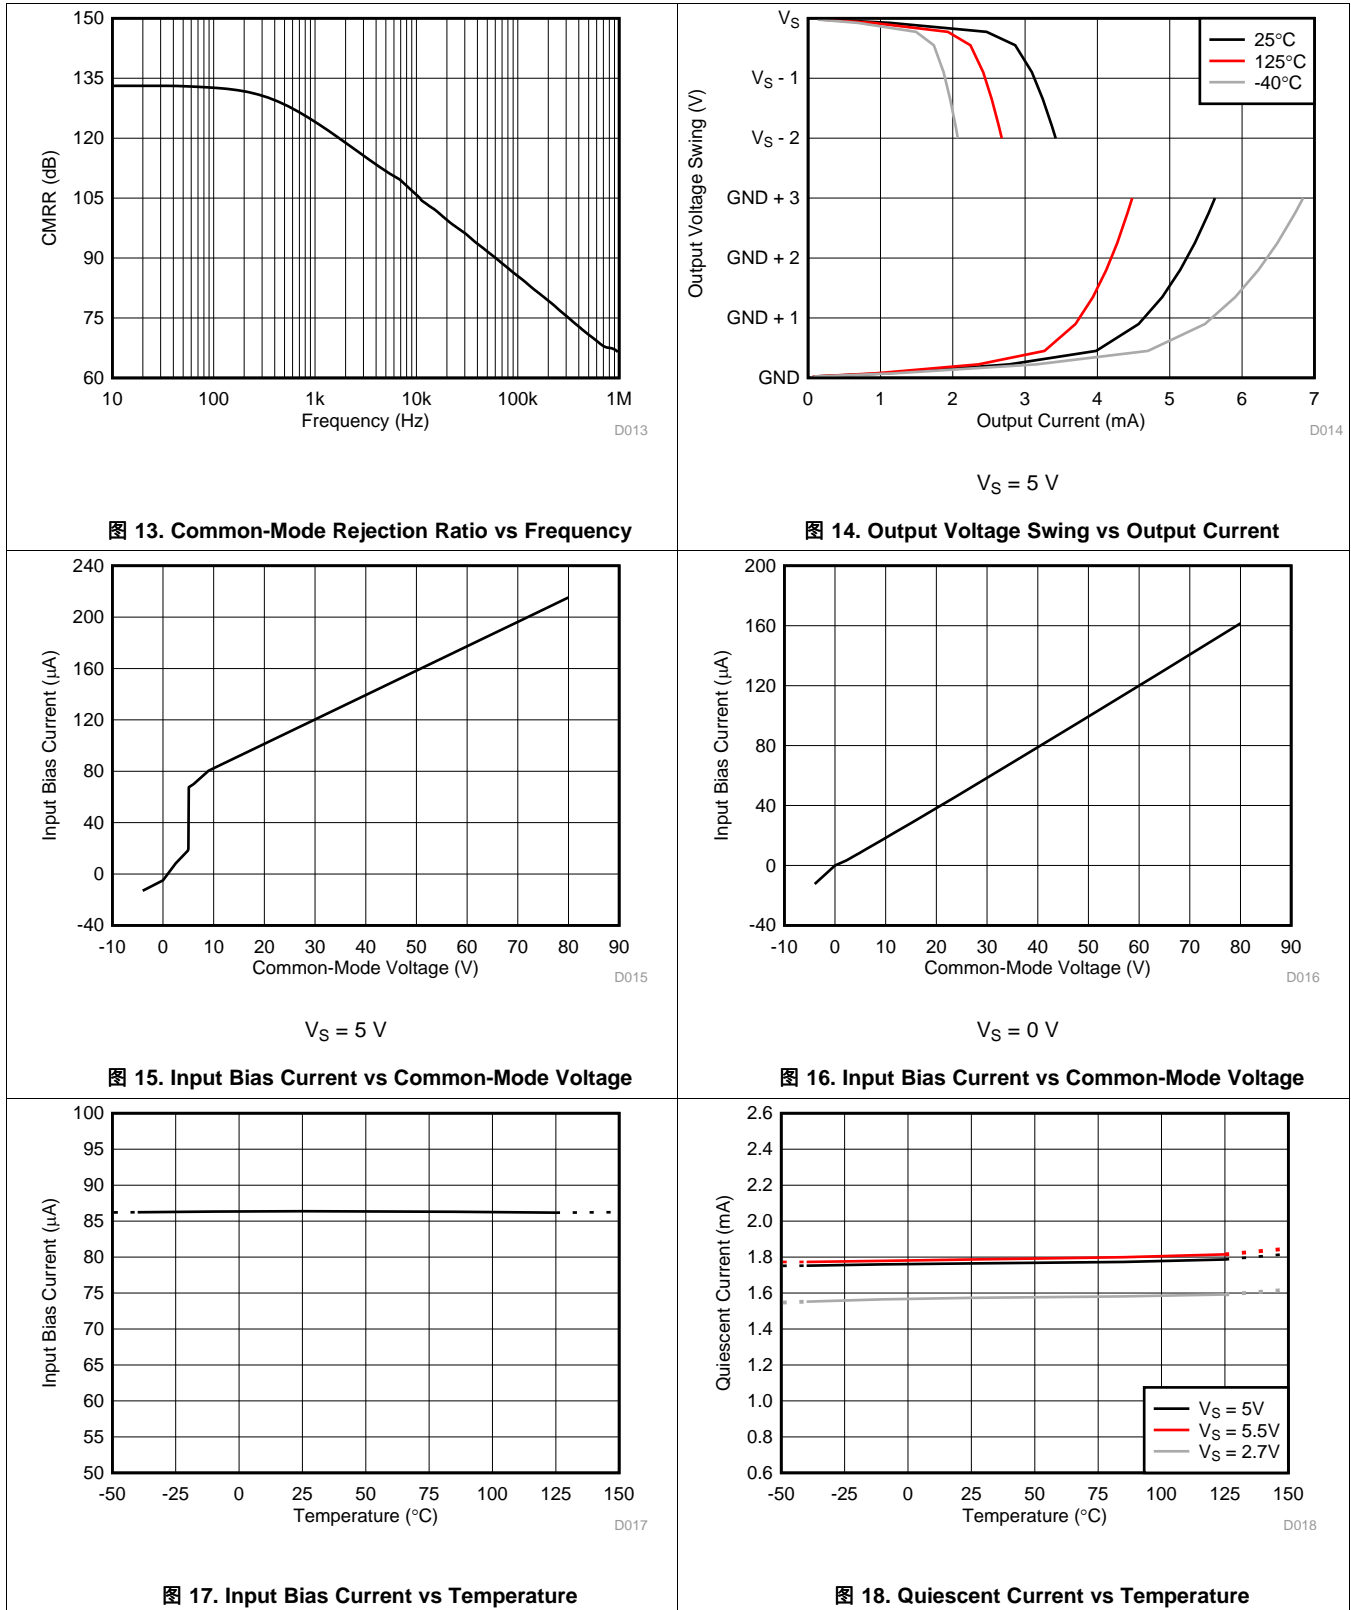 150
135
120
105
90
75
60
CMRR (dB)
10
100
1k
10k
100k
1M
Frequency (Hz)
D013
图 13. Common-Mode Rejection Ratio vs Frequency
VS
VS - 1
VS - 2
GND + 3
GND + 2
GND + 1
GND
Output Voltage Swing (V)
25°C
125°C
-40°C
0
1
2
3
4
5
6
7
Output Current (mA)
D014
VS = 5 V
图 14. Output Voltage Swing vs Output Current
240
200
160
120
80
40
0
-40
Input Bias Current (µA)
-10
0
10
20
30
40
50
60
70
80
90
Common-Mode Voltage (V)
D015
VS = 5 V
图 15. Input Bias Current vs Common-Mode Voltage
200
160
120
80
40
0
-40
Input Bias Current (µA)
-10
0
10
20
30
40
50
60
70
80
90
Common-Mode Voltage (V)
D016
VS = 0 V
图 16. Input Bias Current vs Common-Mode Voltage
100
95
90
85
80
75
70
65
60
55
50
Input Bias Current (µA)
-50
-25
0
25
50
75
100
125
150
Temperature (°C)
D017
图 17. Input Bias Current vs Temperature
2.6
2.4
2.2
2.0
1.8
1.6
1.4
1.2
1.0
0.8
0.6
Quiescent Current (mA)
VS = 5V
VS = 5.5V
VS = 2.7V
-50
-25
0
25
50
75
100
125
150
Temperature (°C)
D018
图 18. Quiescent Current vs Temperature